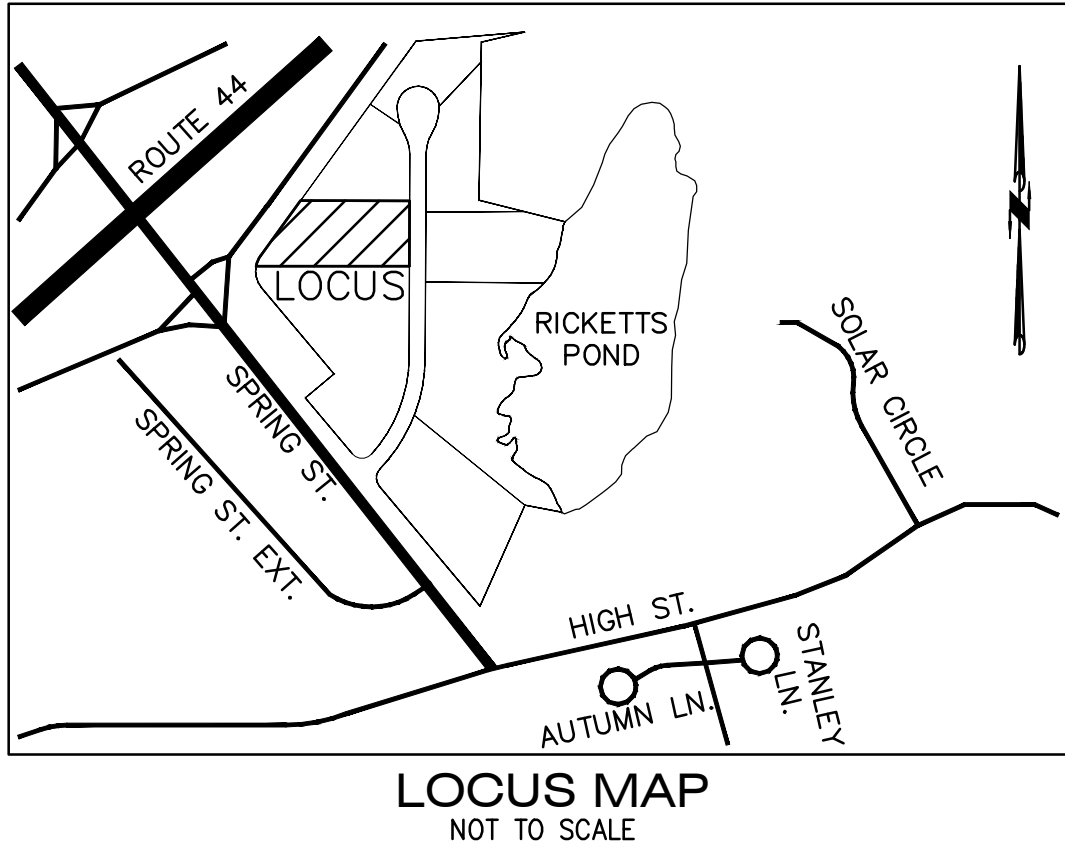 ROUTE 44
LOCUS
RICKETTS
POND
SOLAR CIRCLE
SPRING ST.
SPRING ST. EXT.
HIGH ST.
STANLEY
LN.
AUTUMN LN.
LOCUS MAP
NOT TO SCALE